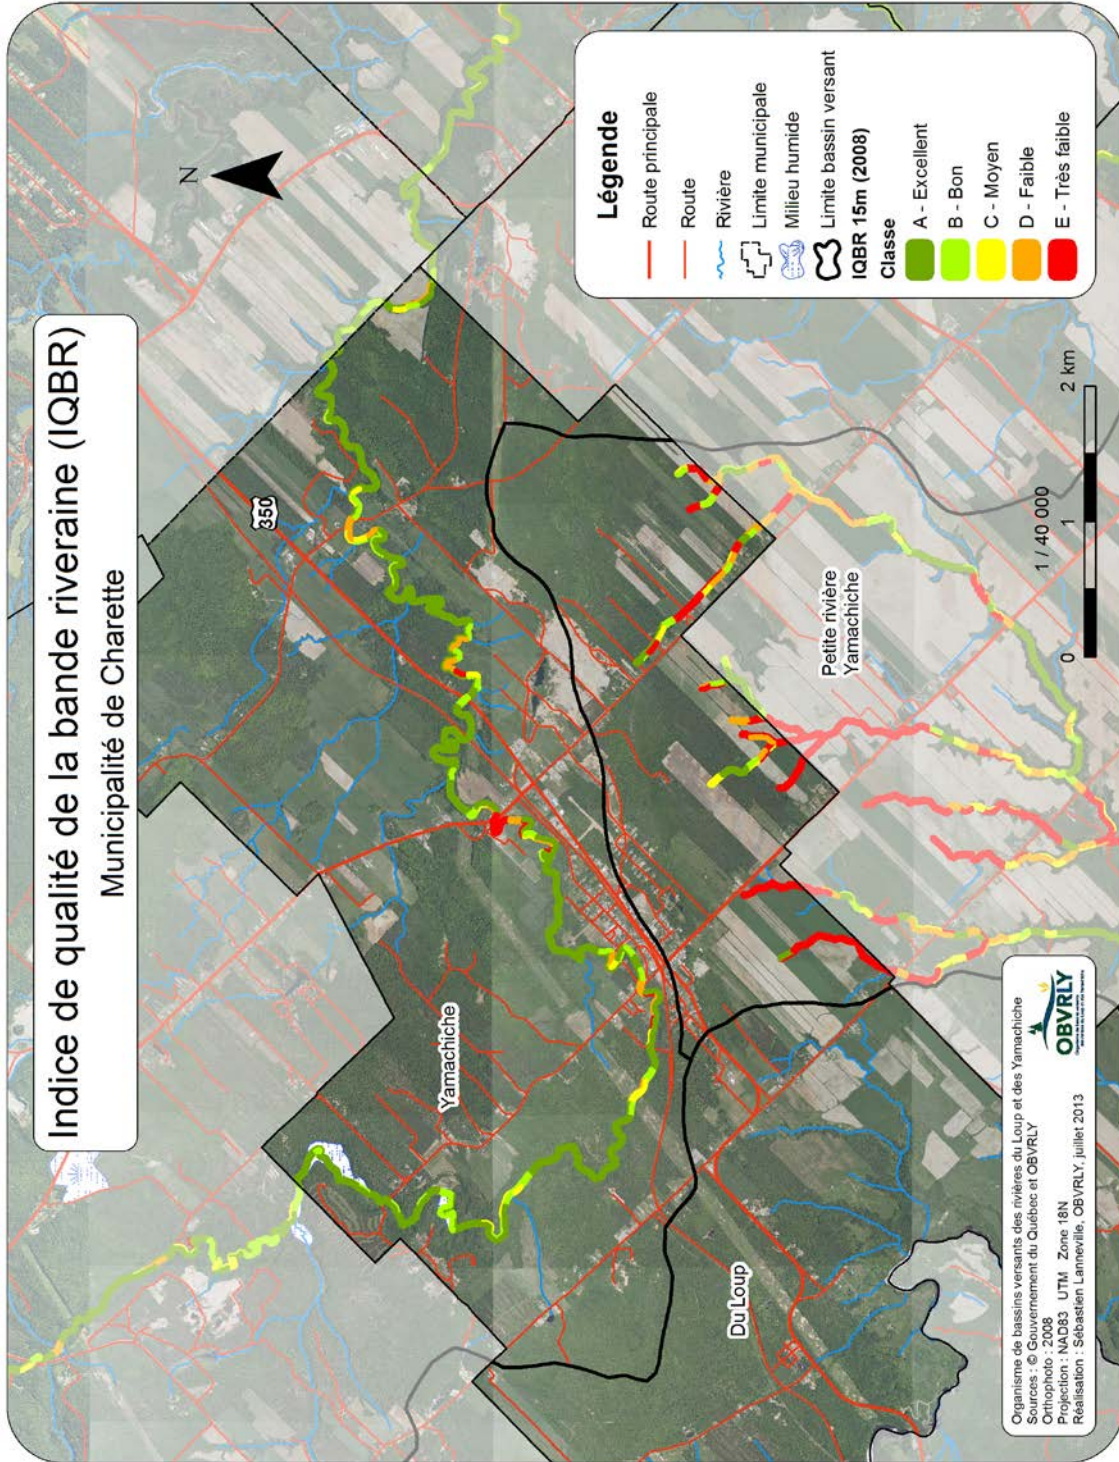 Indice de qualité de la bande riveraine (IQBR)
Municipalité de Charette
N
350
Yamachiche
Du Loup
Petite rivière
Yamachiche
Légende
Route principale
Route
Rivière
Limite municipale
Milieu humide
Limite bassin versant
IQBR 15m (2008)
Classe
A - Excellent
B - Bon
C - Moyen
D - Faible
E - Très faible
1 / 40 000
0 1 2 km
Organisme de bassins versants des rivières du Loup et des Yamachiche
Sources : © Gouvernement du Québec et OBVRLY
Orthophoto : 2008
Projection : NAD83 UTM Zone 18N
Réalisation : Sébastien Lanneville, OBVRLY, juillet 2013
OBVRLY